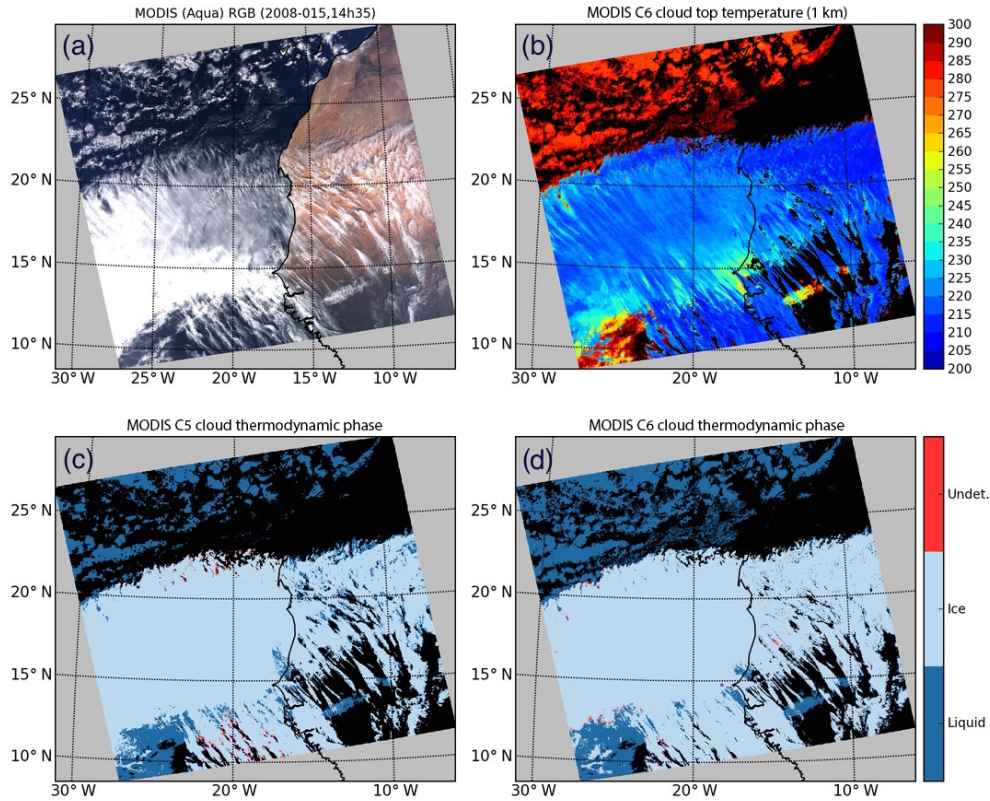 MODIS (Aqua) RGB (2008-015,14h35)
(a)
25° N
20° N
15° N
10° N
30° W
25° W
20° W
15° W
10° W
MODIS C6 cloud top temperature (1 km)
(b)
25° N
20° N
15° N
10° N
30° W
20° W
10° W
300
290
285
280
275
270
265
260
255
250
245
240
235
230
225
220
215
210
205
200
MODIS C5 cloud thermodynamic phase
(c)
25° N
20° N
15° N
10° N
30° W
20° W
10° W
MODIS C6 cloud thermodynamic phase
(d)
25° N
20° N
15° N
10° N
30° W
20° W
10° W
Undet.
Ice
Liquid